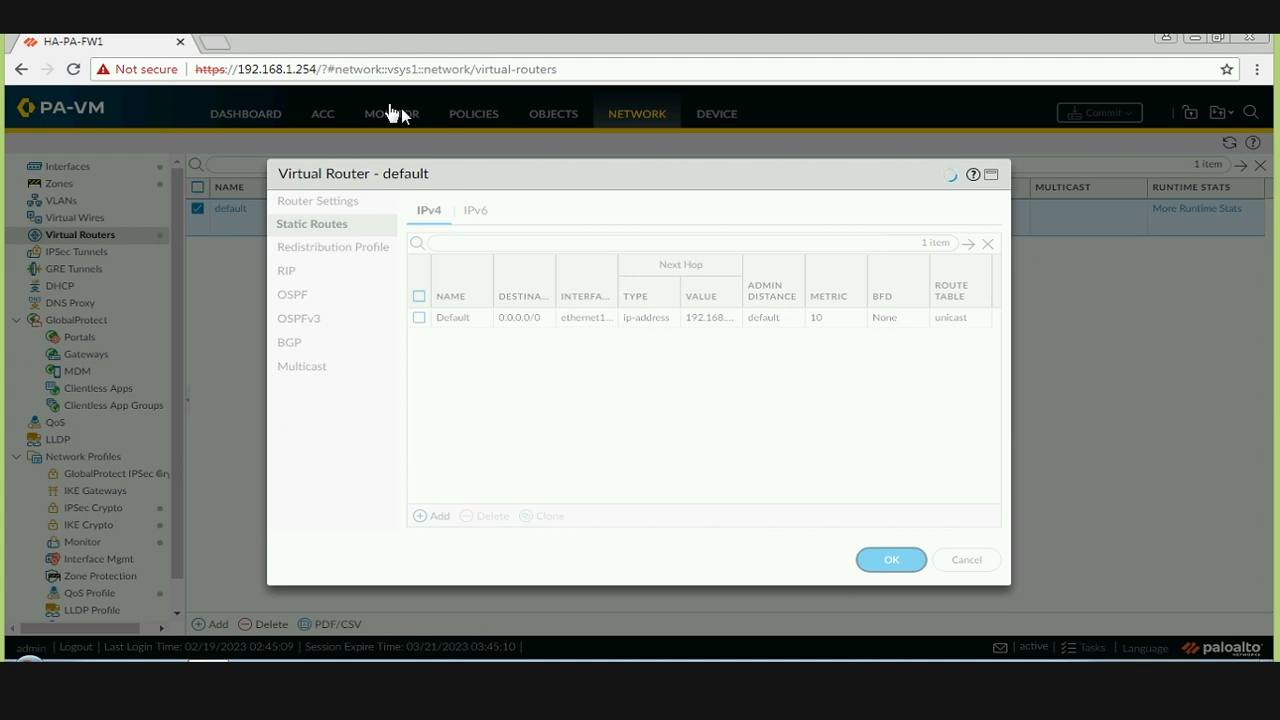 HA-PA-FW1
Not secure https://192.168.1.254/?#network::vsys1::network/virtual-routers
PA-VM
DASHBOARD ACC MONITOR POLICIES OBJECTS NETWORK DEVICE Commit
Interfaces
Zones
VLANs
Virtual Wires
Virtual Routers
IPSec Tunnels
GRE Tunnels
DHCP
DNS Proxy
GlobalProtect
Portals
Gateways
MDM
Clientless Apps
Clientless App Groups
QoS
LLDP
Network Profiles
GlobalProtect IPSec
IKE Gateways
IPSec Crypto
IKE Crypto
Monitor
Interface Mgmt
Zone Protection
QoS Profile
LLDP Profile
1 item
NAME MULTICAST RUNTIME STATS
default More Runtime Stats
Virtual Router - default
Router Settings
Static Routes
Redistribution Profile
RIP
OSPF
OSPFv3
BGP
Multicast
IPv4 IPv6
1 item
Next Hop
NAME DESTINA... INTERFA... TYPE VALUE ADMIN DISTANCE METRIC BFD ROUTE TABLE
Default 0.0.0.0/0 ethernet1... ip-address 192.168.... default 10 None unicast
Add Delete Clone
OK Cancel
Add Delete PDF/CSV
admin | Logout | Last Login Time: 02/19/2023 02:45:09 | Session Expire Time: 03/21/2023 03:45:10 |
active | Tasks | Language paloalto NETWORKS